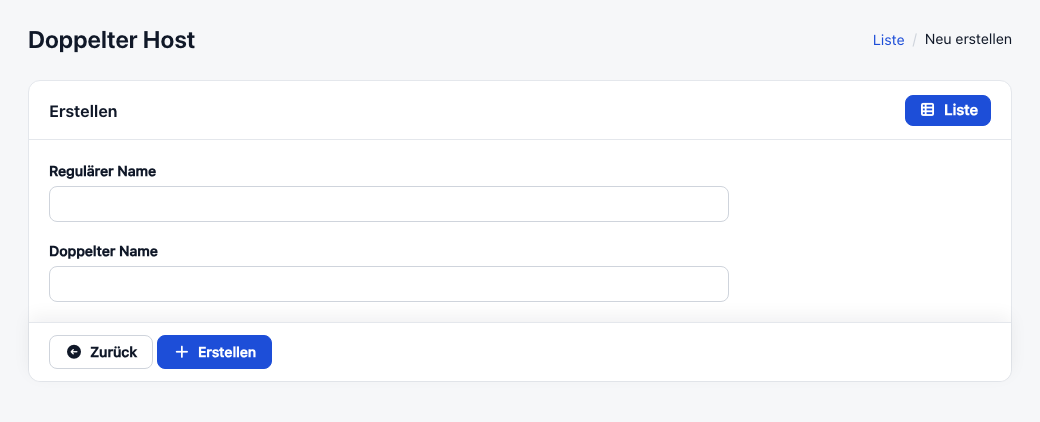 Doppelter Host
Liste / Neu erstellen
Erstellen
Liste
Regulärer Name
Doppelter Name
Zurück
Erstellen